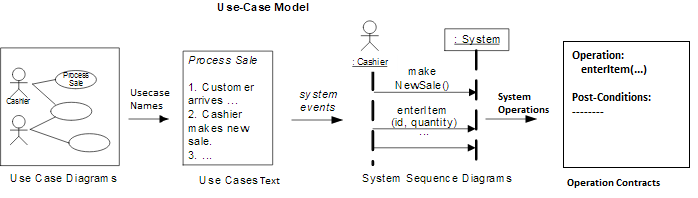 Use-Case Model
Process
Sale
Cashier
Use Case Diagrams
Usecase
Names
Process Sale
1. Customer
arrives ...
2. Cashier
makes new
sale.
3. ...
Use Cases Text
system
events
: Cashier
: System
make
NewSale()
enterItem
(id, quantity)
...
System Sequence Diagrams
System
Operations
Operation:
enterItem(...)
Post-Conditions:
--------
Operation Contracts